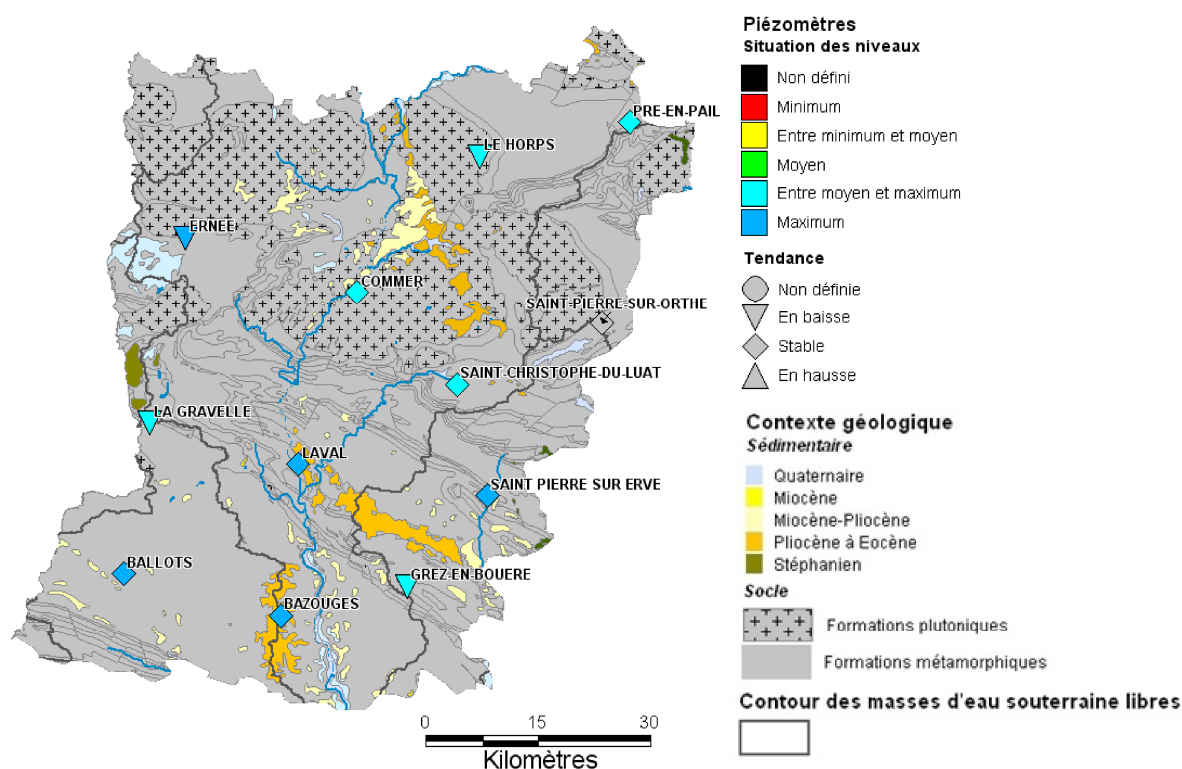 PRE-EN-PAIL
LE HORPS
ERNEE
COMMER
SAINT-PIERRE-SUR-ORTHE
SAINT-CHRISTOPHE-DU-LUAT
LA GRAVELLE
LAVAL
SAINT PIERRE SUR ERVE
BALLOTS
GREZ-EN-BOUERE
BAZOUGES
0 15 30
Kilomètres
Piézomètres
Situation des niveaux
Non défini
Minimum
Entre minimum et moyen
Moyen
Entre moyen et maximum
Maximum
Tendance
Non définie
En baisse
Stable
En hausse
Contexte géologique
Sédimentaire
Quaternaire
Miocène
Miocène-Pliocène
Pliocène à Eocène
Stéphanien
Socle
Formations plutoniques
Formations métamorphiques
Contour des masses d'eau souterraine libres